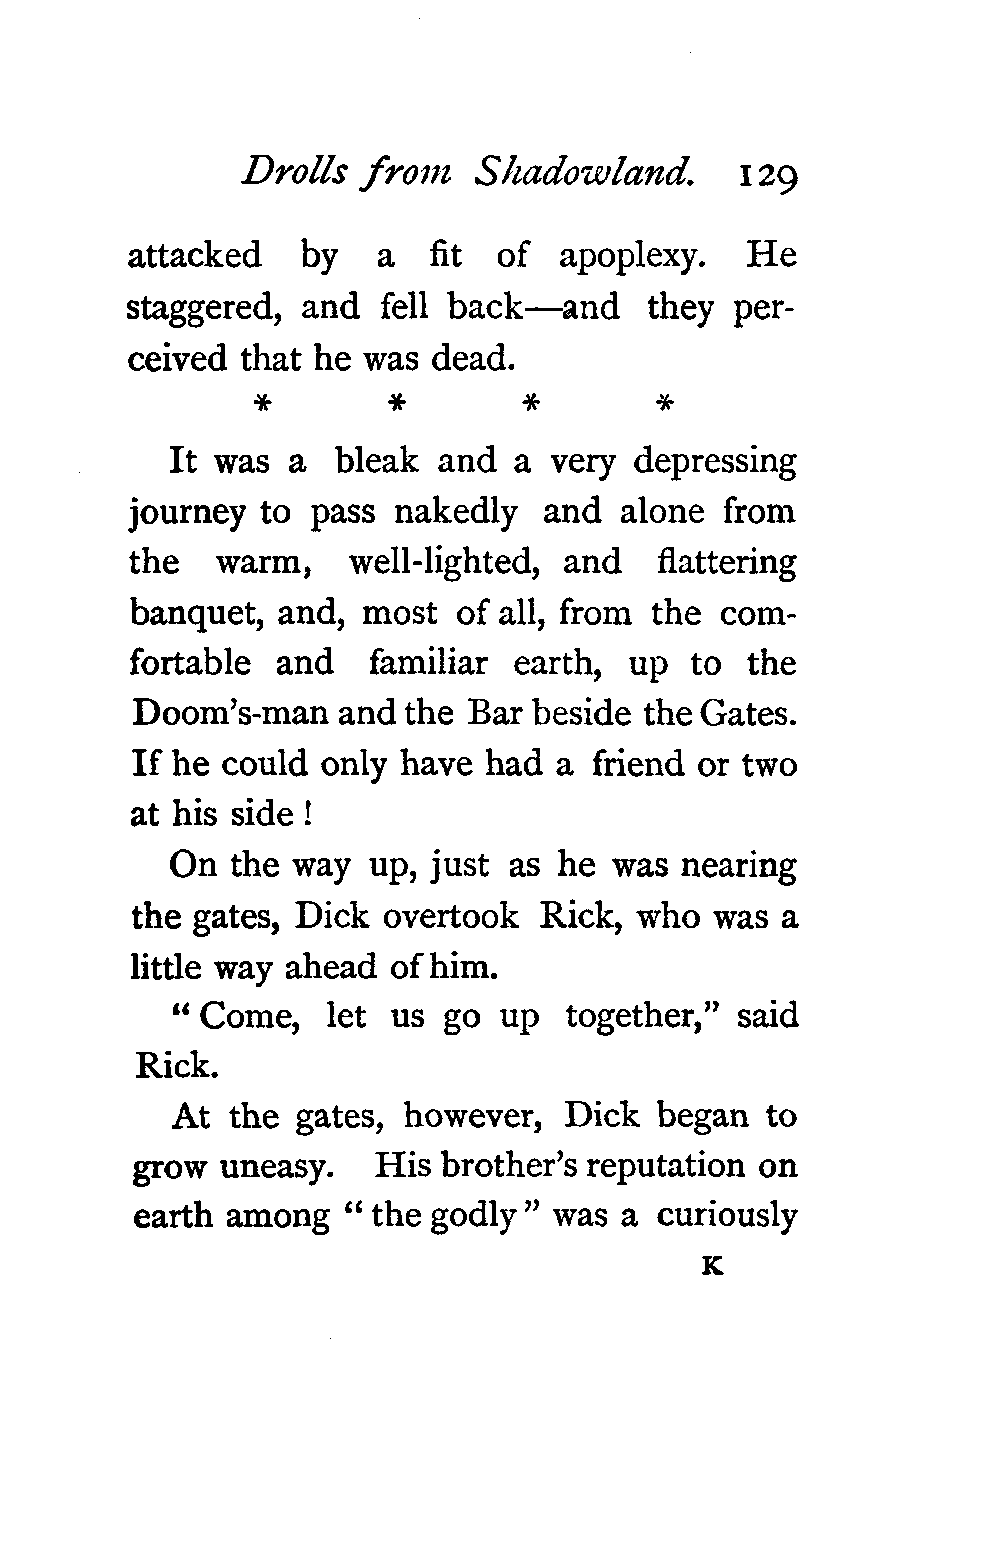 Drolls from Shadowland. 129
attacked by a fit of apoplexy. He
staggered, and fell back—and they per-
ceived that he was dead.
* * * *
It was a bleak and a very depressing
journey to pass nakedly and alone from
the warm, well-lighted, and flattering
banquet, and, most of all, from the com-
fortable and familiar earth, up to the
Doom's-man and the Bar beside the Gates.
If he could only have had a friend or two
at his side !
On the way up, just as he was nearing
the gates, Dick overtook Rick, who was a
little way ahead of him.
“ Come, let us go up together,” said
Rick.
At the gates, however, Dick began to
grow uneasy. His brother's reputation on
earth among “ the godly ” was a curiously
K